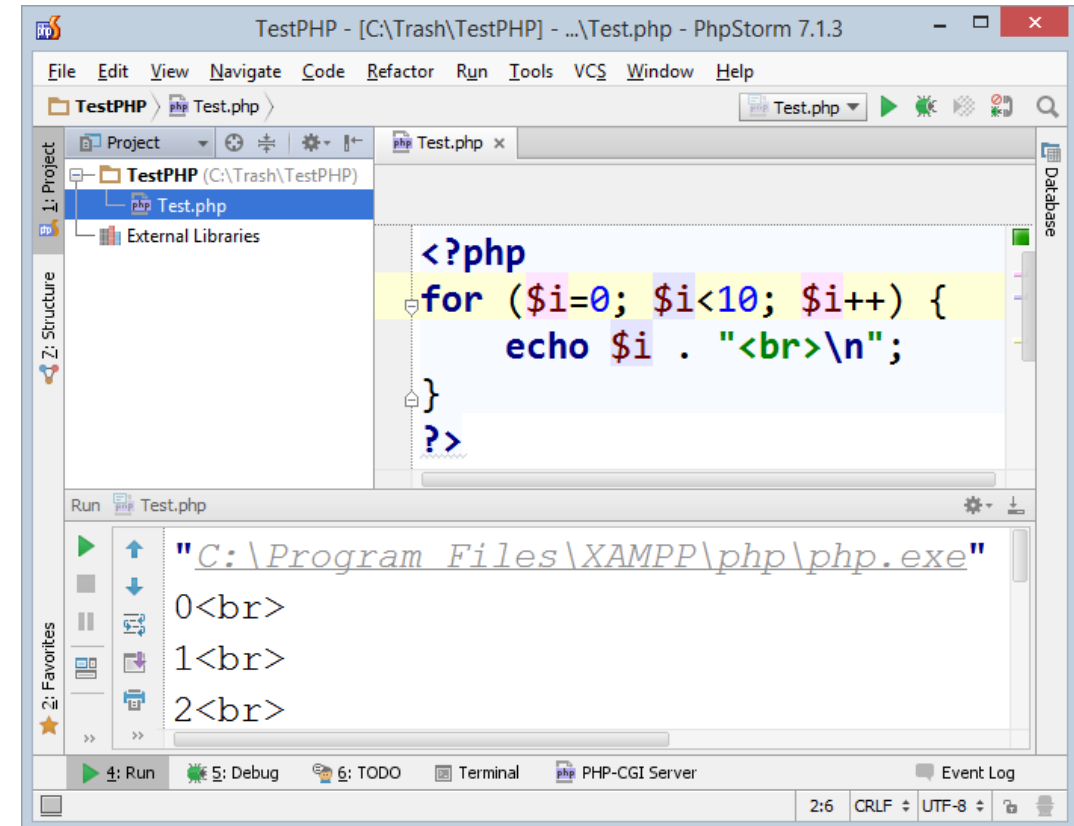 TestPHP - [C:\Trash\TestPHP] - ...\Test.php - PhpStorm 7.1.3
File Edit View Navigate Code Refactor Run Tools VCS Window Help
TestPHP Test.php Test.php
1: Project
Project
Test.php
Database
TestPHP (C:\Trash\TestPHP)
Test.php
External Libraries
<?php
for ($i=0; $i<10; $i++) {
    echo $i . "<br>\n";
}
?>
7: Structure
Run Test.php
"C:\Program Files\XAMPP\php\php.exe"
0<br>
1<br>
2<br>
2: Favorites
4: Run 5: Debug 6: TODO Terminal PHP-CGI Server Event Log
2:6 CRLF UTF-8